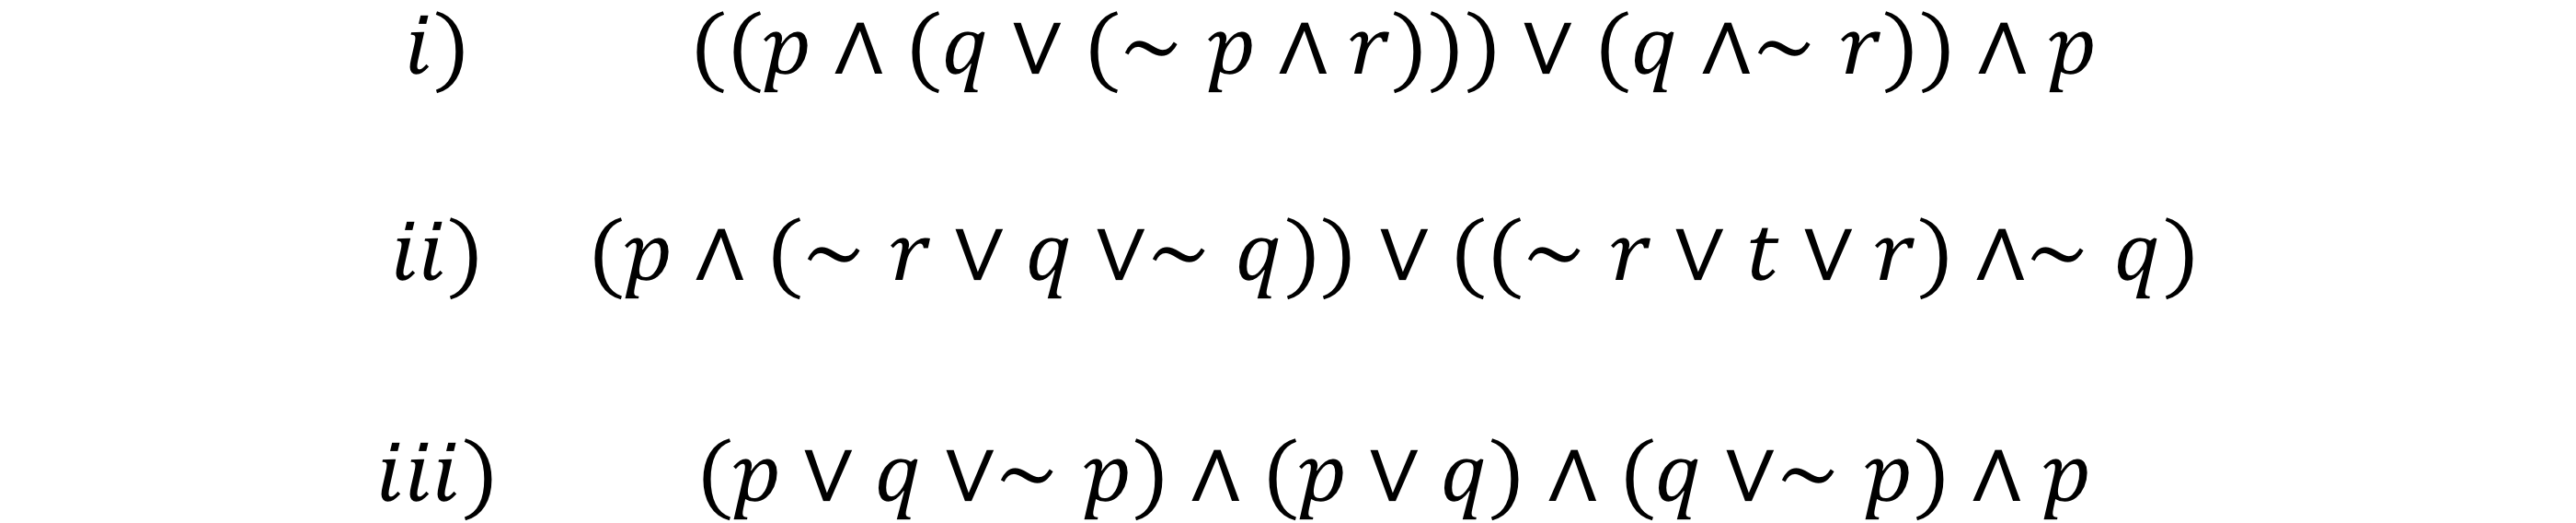 i) ((p ∧ (q ∨ (~ p ∧ r))) ∨ (q ∧~ r)) ∧ p
ii) (p ∧ (~ r ∨ q ∨~ q)) ∨ ((~ r ∨ t ∨ r) ∧~ q)
iii) (p ∨ q ∨~ p) ∧ (p ∨ q) ∧ (q ∨~ p) ∧ p